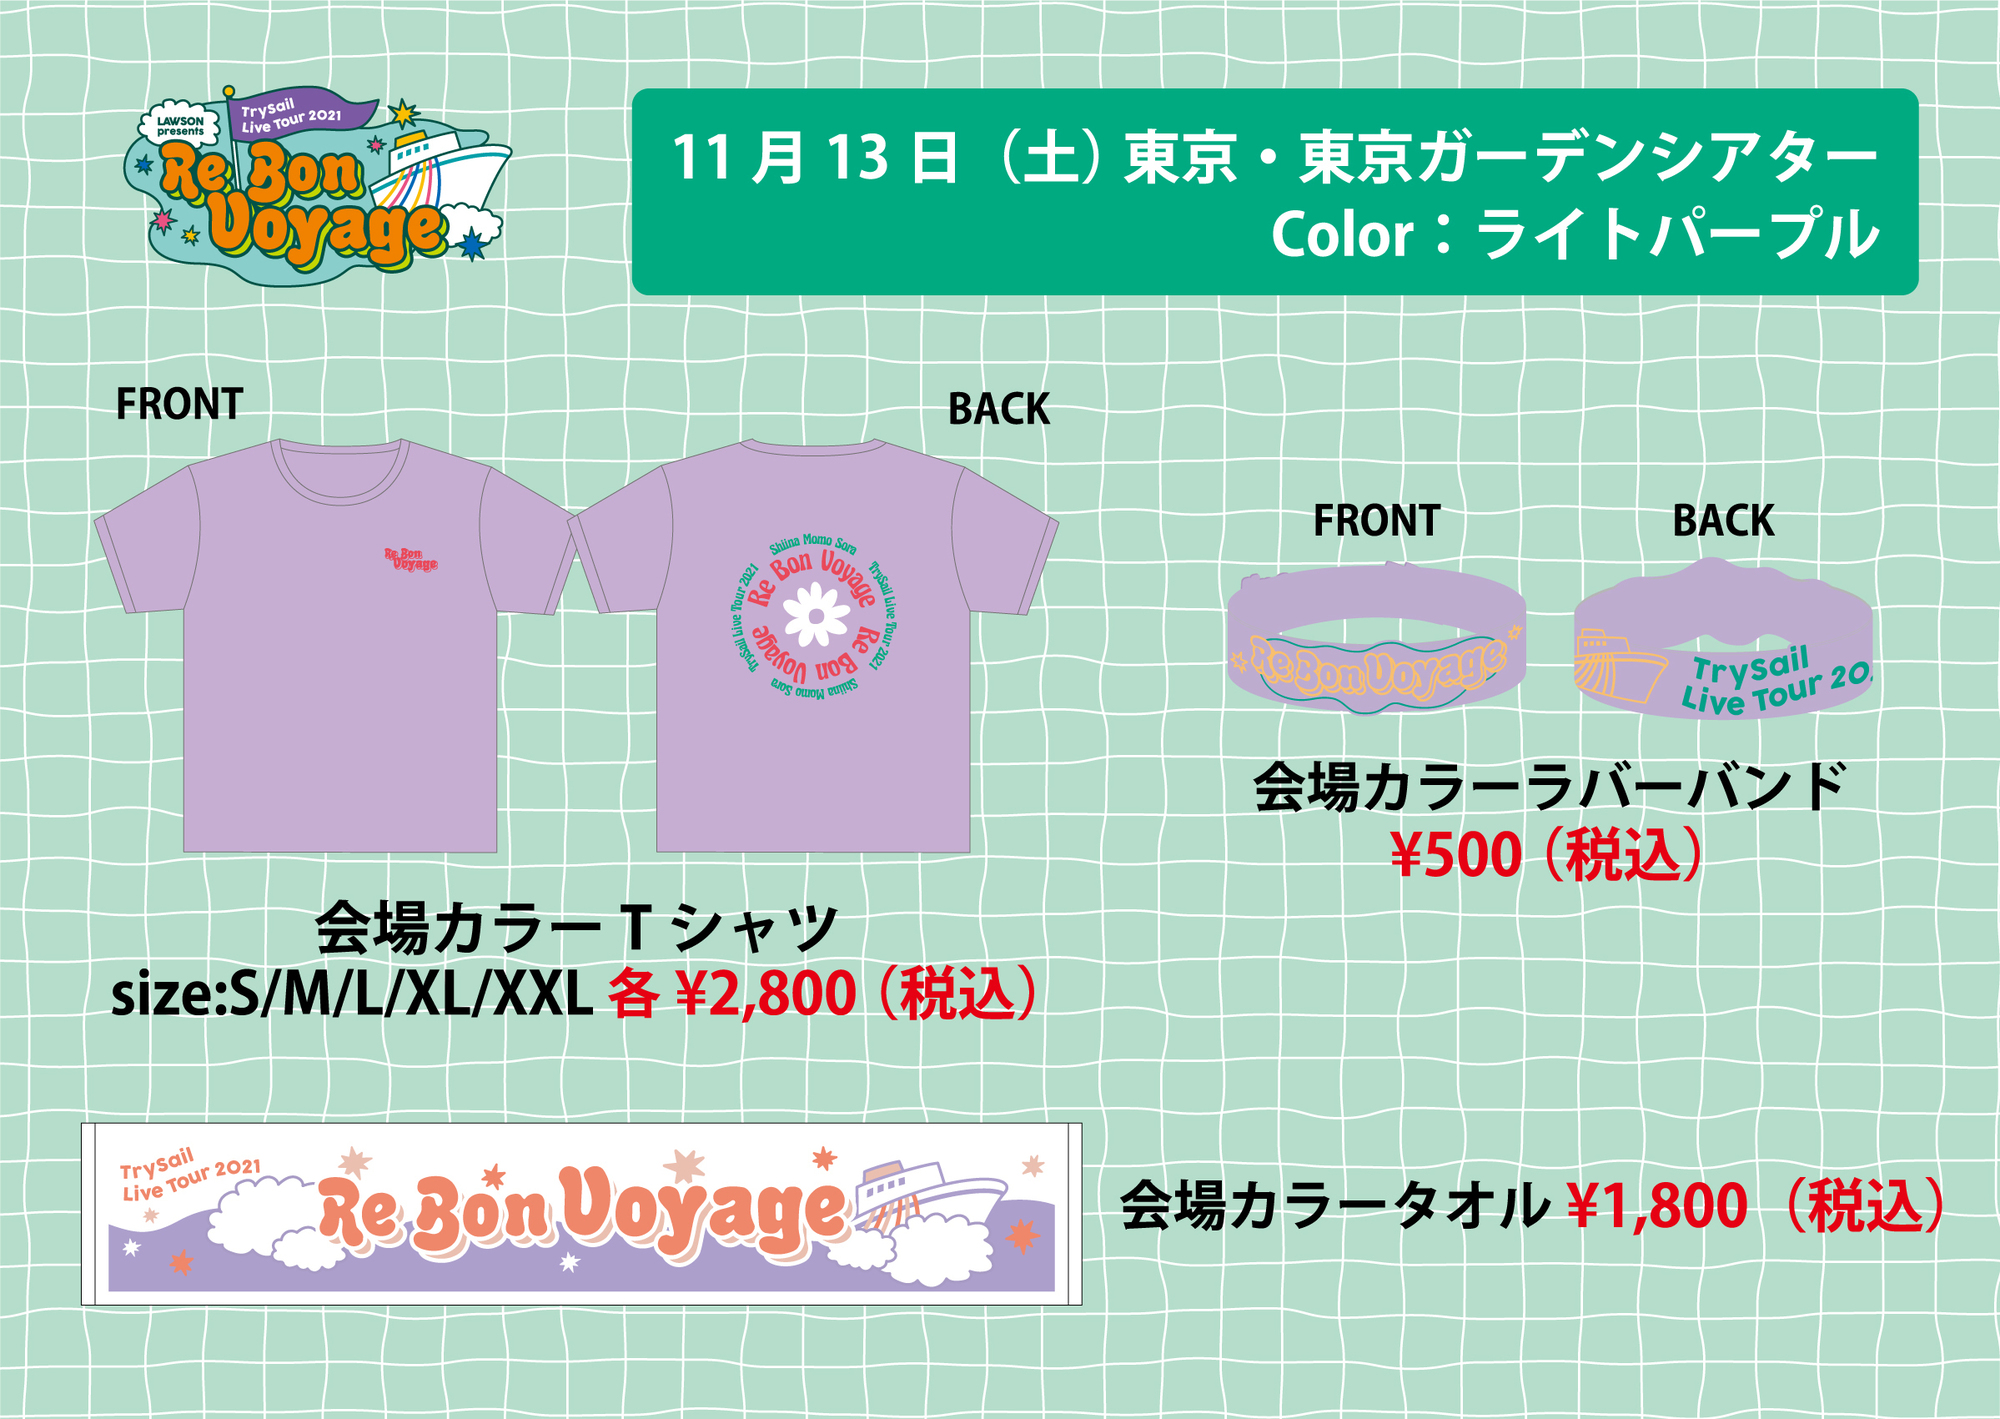 LAWSON
presents
TrySail
Live Tour 2021
Re Bon
Voyage
11月13日（土）東京・東京ガーデンシアター
Color：ライトパープル
FRONT
BACK
Re Bon
Voyage
Shiina Momo Sora
TrySail Live Tour 2021
Shiina Momo Sora
TrySail Live Tour 2021
Re Bon Voyage
Re Bon Voyage
会場カラーTシャツ
size:S/M/L/XL/XXL 各 ¥2,800（税込）
FRONT
BACK
Re Bon Voyage
TrySail
Live Tour 20
会場カラーラバーバンド
¥500（税込）
TrySail
Live Tour 2021
Re Bon Voyage
会場カラータオル ¥1,800（税込）